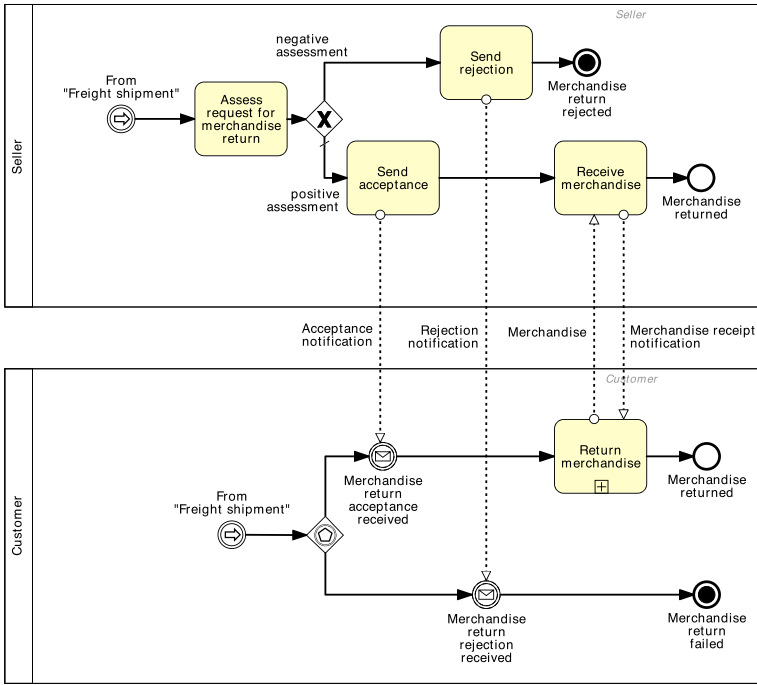 Seller
Seller
From
"Freight shipment"
Assess
request for
merchandise
return
negative
assessment
Send
rejection
Merchandise
return
rejected
positive
assessment
Send
acceptance
Receive
merchandise
Merchandise
returned
Acceptance
notification
Rejection
notification
Merchandise
Merchandise receipt
notification
Customer
Customer
From
"Freight shipment"
Merchandise
return
acceptance
received
Return
merchandise
Merchandise
returned
Merchandise
return
rejection
received
Merchandise
return
failed